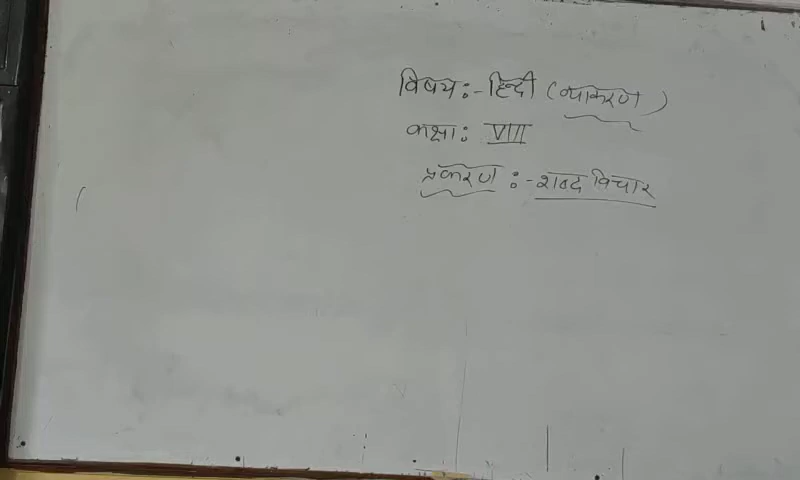 विषय :- हिन्दी (व्याकरण)
कक्षा : VIII
प्रकरण :- शब्द विचार